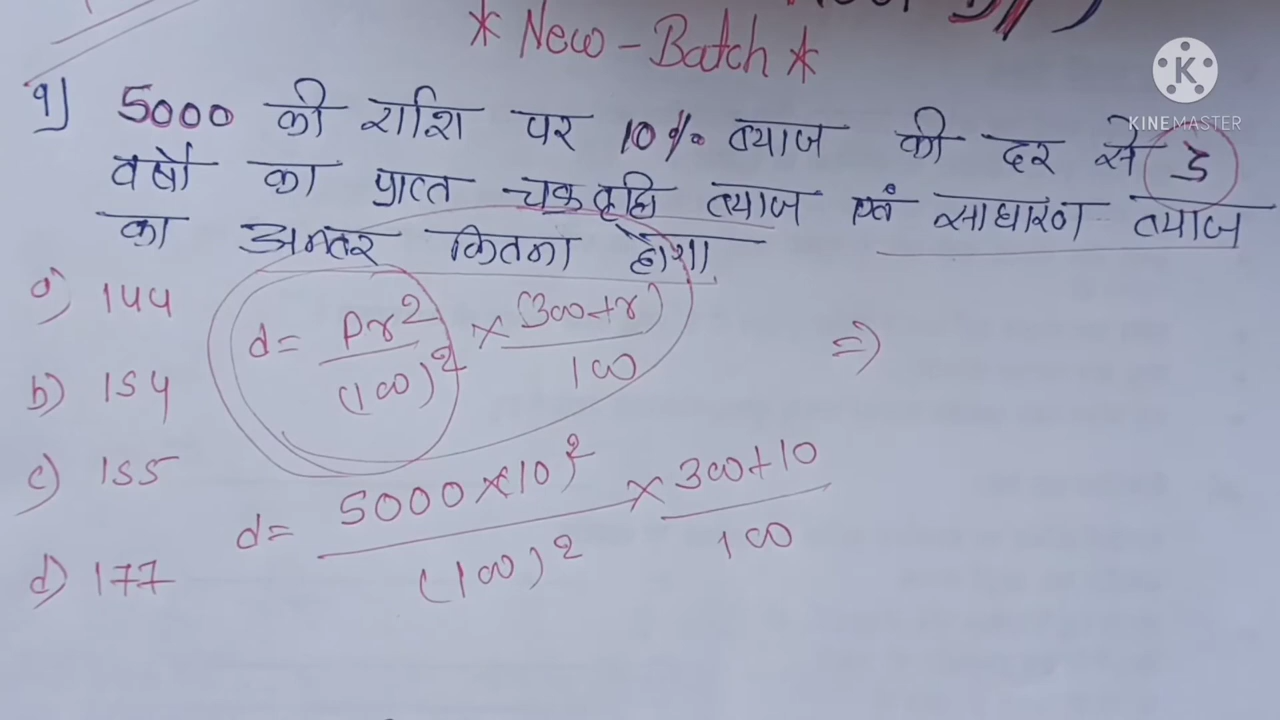 * New - Batch *
KINEMASTER
९) 5000 की राशि पर 10% ब्याज की दर से 3
वर्षो का प्राप्त चक्रवृद्धि ब्याज एवं साधारण ब्याज
का अन्तर कितना होगा
a) 144
b) 154
c) 155
d) 177
d = pr² / (100)² × (300+r) / 100 ⇒
d = 5000×10)² / (100)² × 300+10 / 100